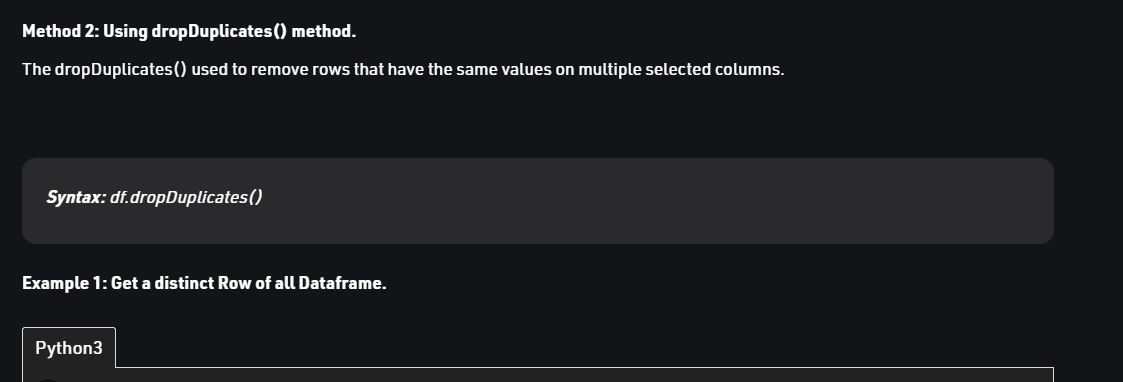 Method 2: Using dropDuplicates() method.
The dropDuplicates() used to remove rows that have the same values on multiple selected columns.
Syntax: df.dropDuplicates()
Example 1: Get a distinct Row of all Dataframe.
Python3